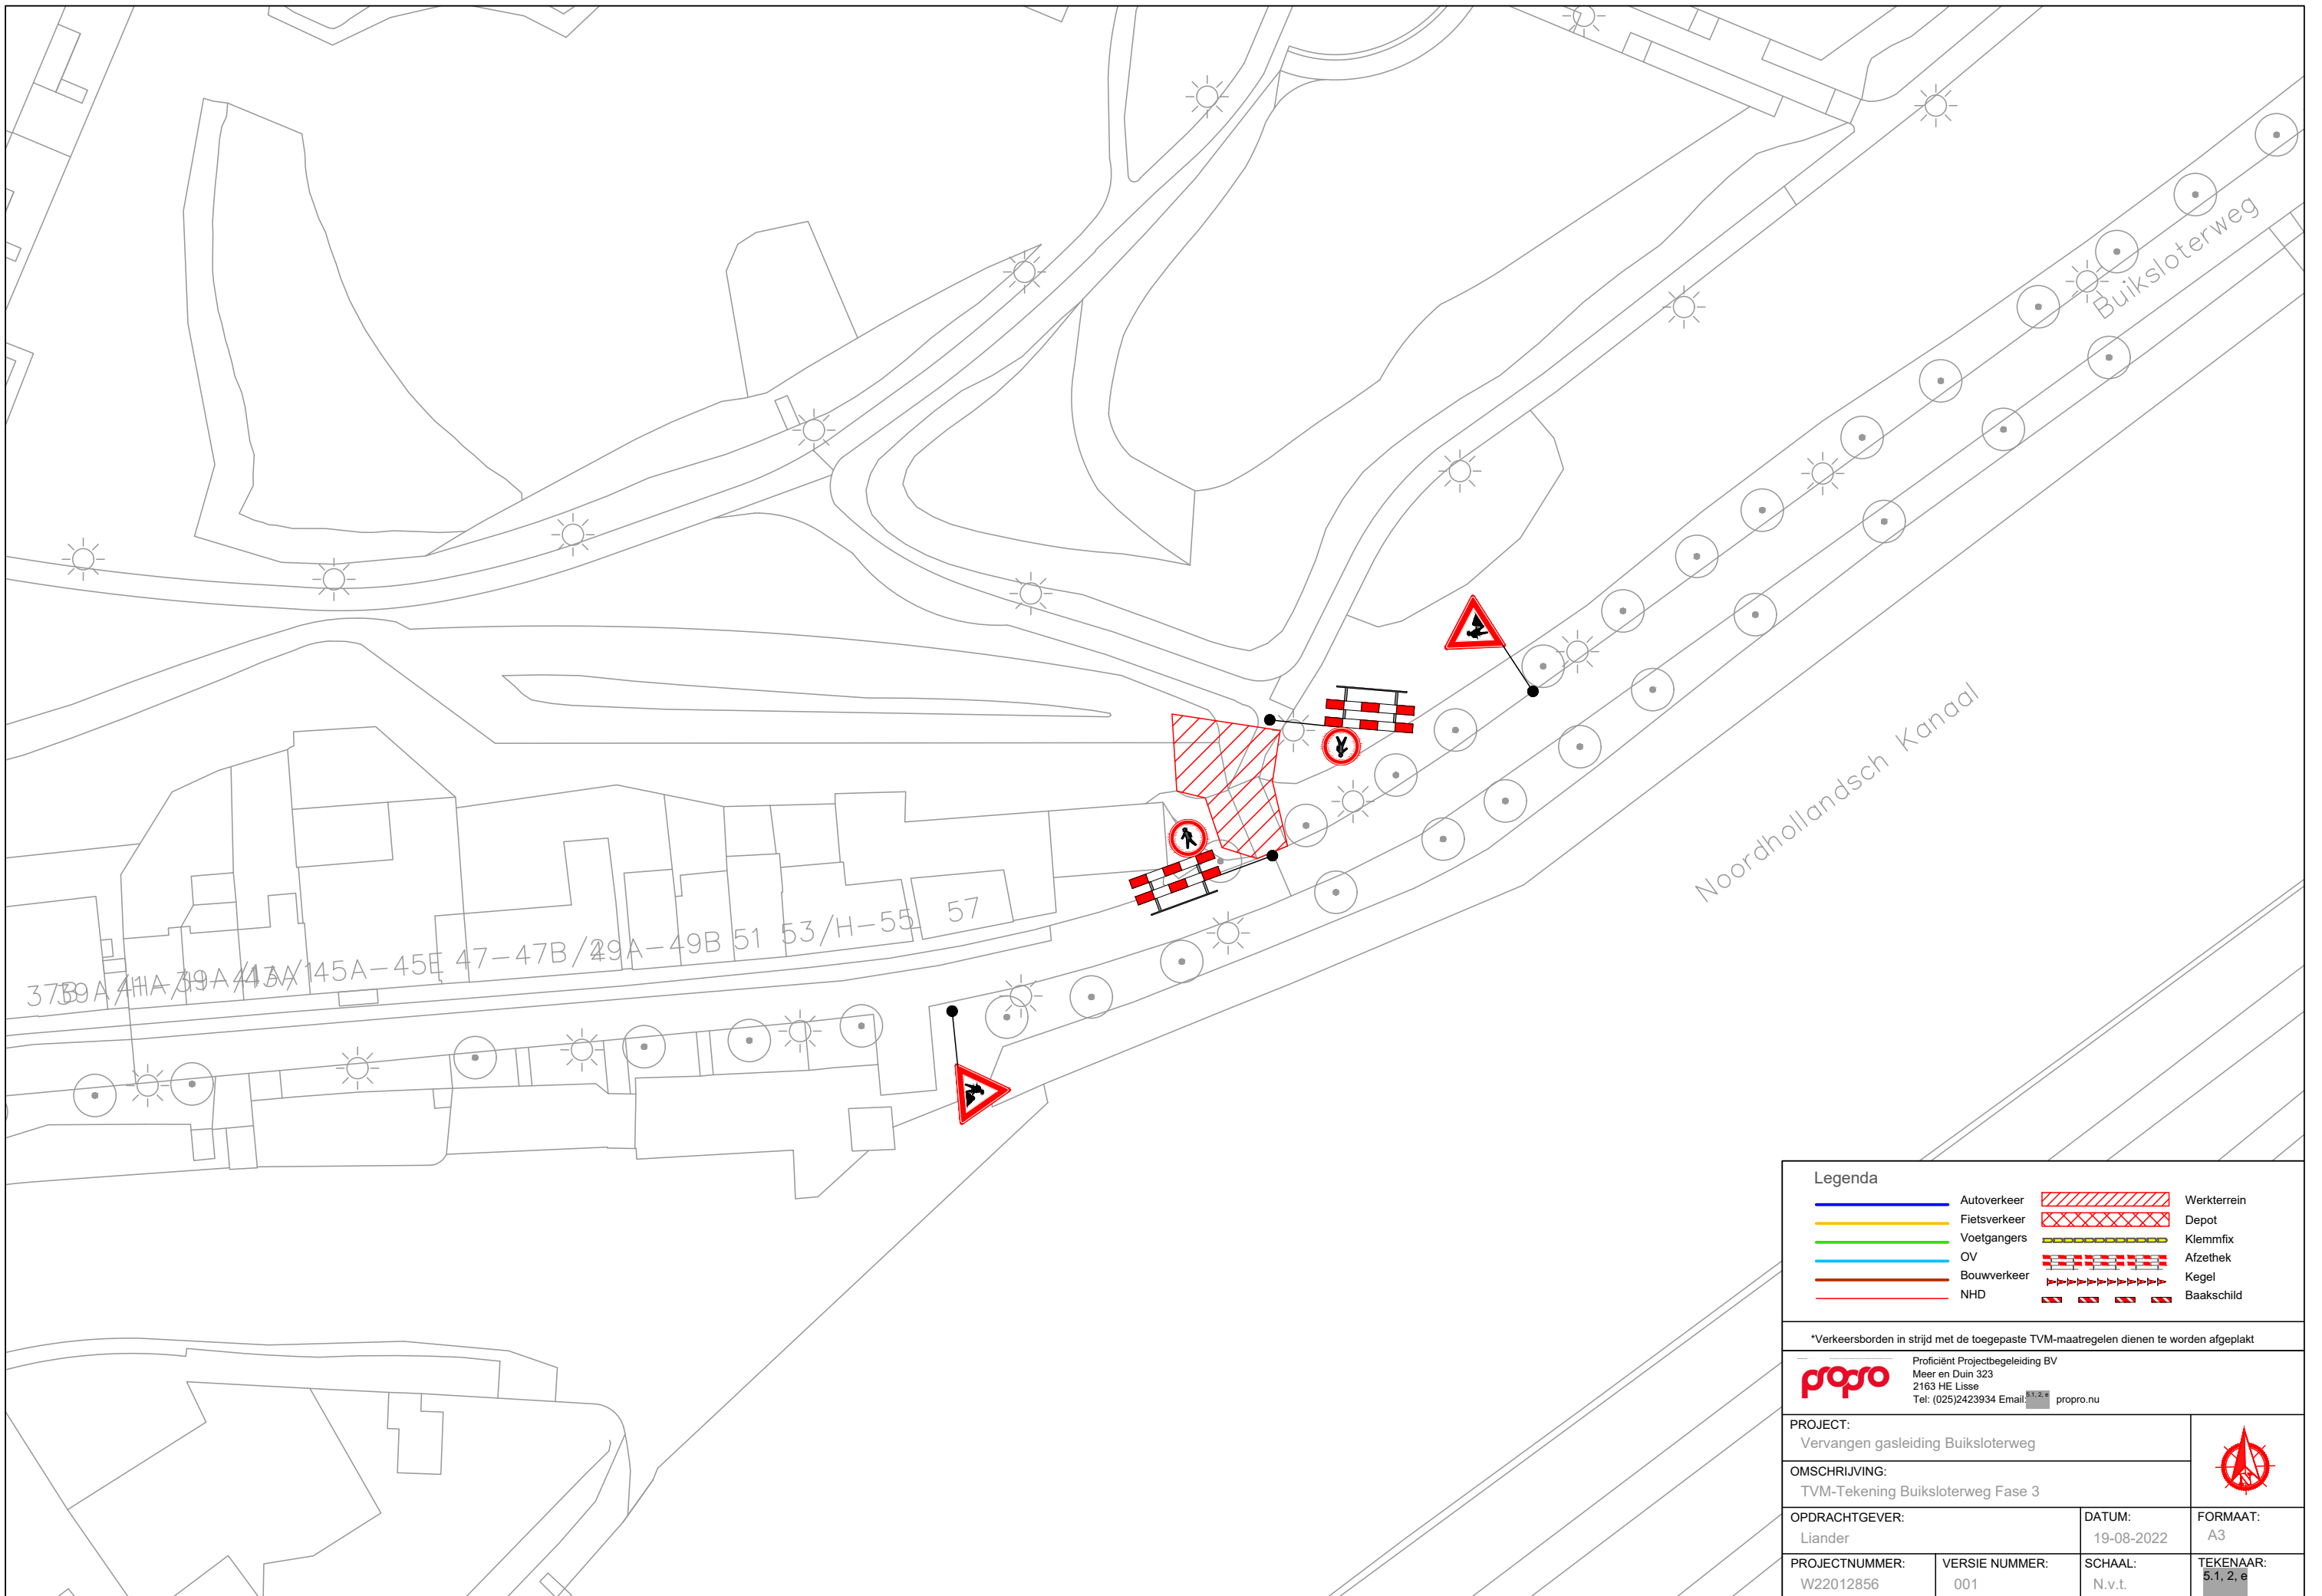 Buiksloterweg
Noordhollandsch Kanaal
45A-45E
47-47B/2
49A-49B
51
53/H-55
57
Legenda
Autoverkeer
Fietsverkeer
Voetgangers
OV
Bouwverkeer
NHD
Werkterrein
Depot
Klemmfix
Afzethek
Kegel
Baakschild
*Verkeersborden in strijd met de toegepaste TVM-maatregelen dienen te worden afgeplakt
propro
Proficiënt Projectbegeleiding BV
Meer en Duin 323
2163 HE Lisse
Tel: (025)2423934 Email: 5.1, 2, e propro.nu
PROJECT:
Vervangen gasleiding Buiksloterweg
OMSCHRIJVING:
TVM-Tekening Buiksloterweg Fase 3
N
OPDRACHTGEVER:
Liander
DATUM:
19-08-2022
FORMAAT:
A3
PROJECTNUMMER:
W22012856
VERSIE NUMMER:
001
SCHAAL:
N.v.t.
TEKENAAR:
5.1, 2, e